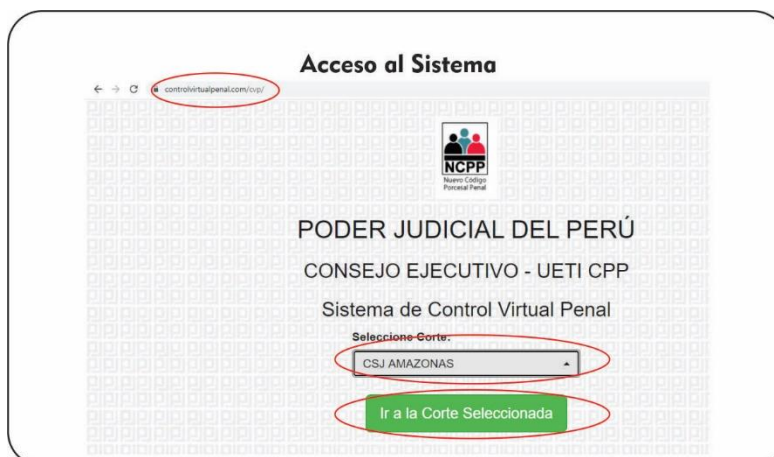 Acceso al Sistema
controlvirtualpenal.com/cvp/
NCPP
Nuevo Código
Porcesal Penal
PODER JUDICIAL DEL PERÚ
CONSEJO EJECUTIVO - UETI CPP
Sistema de Control Virtual Penal
Seleccione Corte:
CSJ AMAZONAS
Ir a la Corte Seleccionada